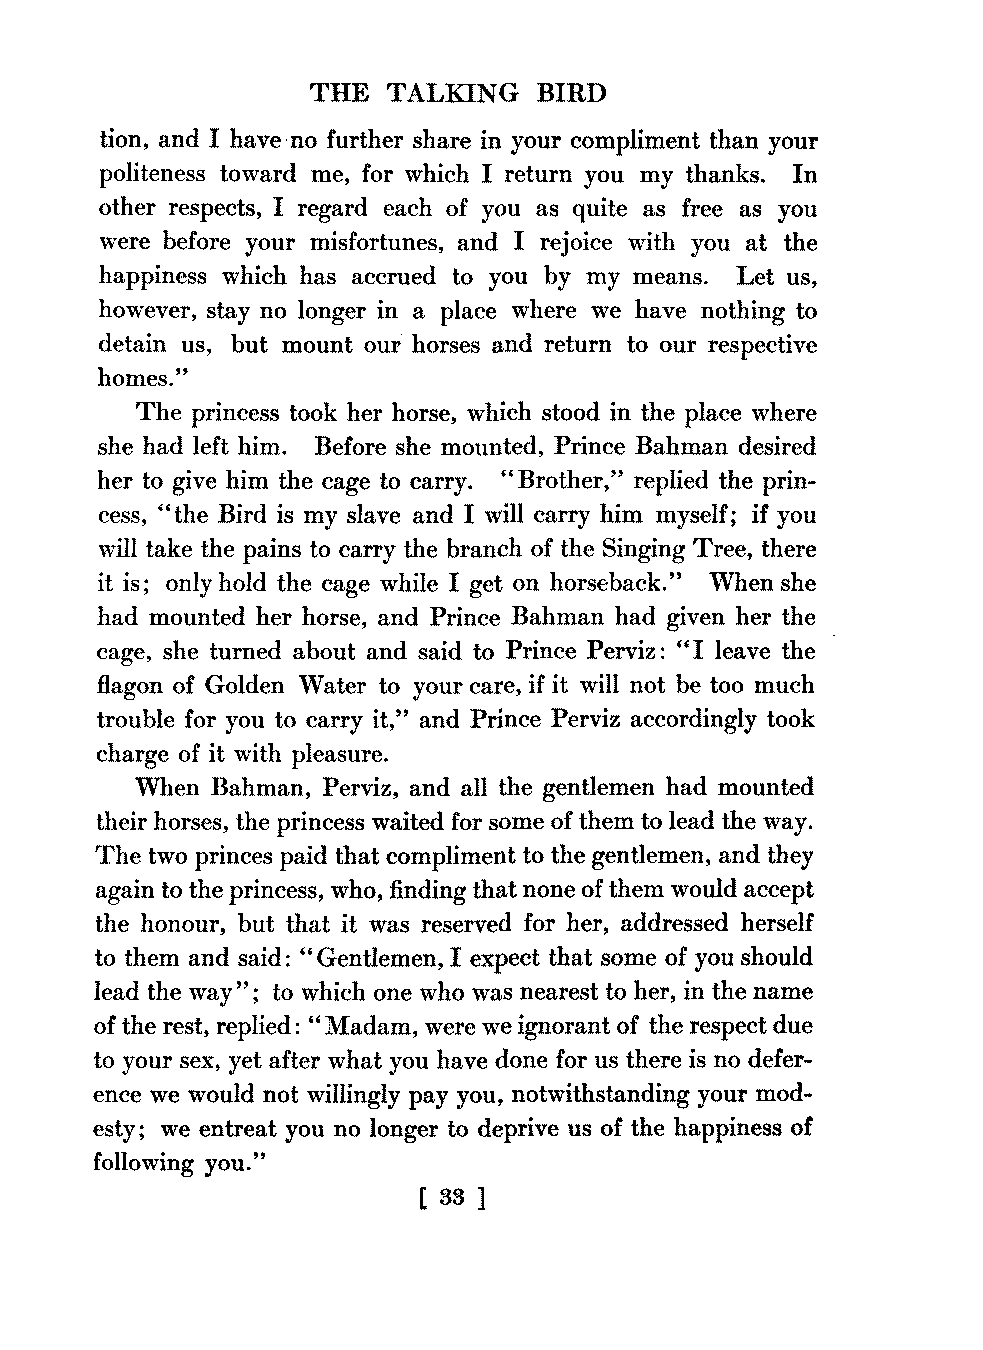 THE TALKING BIRD
tion, and I have no further share in your compliment than your
politeness toward me, for which I return you my thanks. In
other respects, I regard each of you as quite as free as you
were before your misfortunes, and I rejoice with you at the
happiness which has accrued to you by my means. Let us,
however, stay no longer in a place where we have nothing to
detain us, but mount our horses and return to our respective
homes.”
The princess took her horse, which stood in the place where
she had left him. Before she mounted, Prince Bahman desired
her to give him the cage to carry. “Brother,” replied the prin-
cess, “the Bird is my slave and I will carry him myself; if you
will take the pains to carry the branch of the Singing Tree, there
it is; only hold the cage while I get on horseback.” When she
had mounted her horse, and Prince Bahman had given her the
cage, she turned about and said to Prince Perviz: “I leave the
flagon of Golden Water to your care, if it will not be too much
trouble for you to carry it,” and Prince Perviz accordingly took
charge of it with pleasure.
When Bahman, Perviz, and all the gentlemen had mounted
their horses, the princess waited for some of them to lead the way.
The two princes paid that compliment to the gentlemen, and they
again to the princess, who, finding that none of them would accept
the honour, but that it was reserved for her, addressed herself
to them and said: “Gentlemen, I expect that some of you should
lead the way”; to which one who was nearest to her, in the name
of the rest, replied: “Madam, were we ignorant of the respect due
to your sex, yet after what you have done for us there is no defer-
ence we would not willingly pay you, notwithstanding your mod-
esty; we entreat you no longer to deprive us of the happiness of
following you.”
[ 33 ]